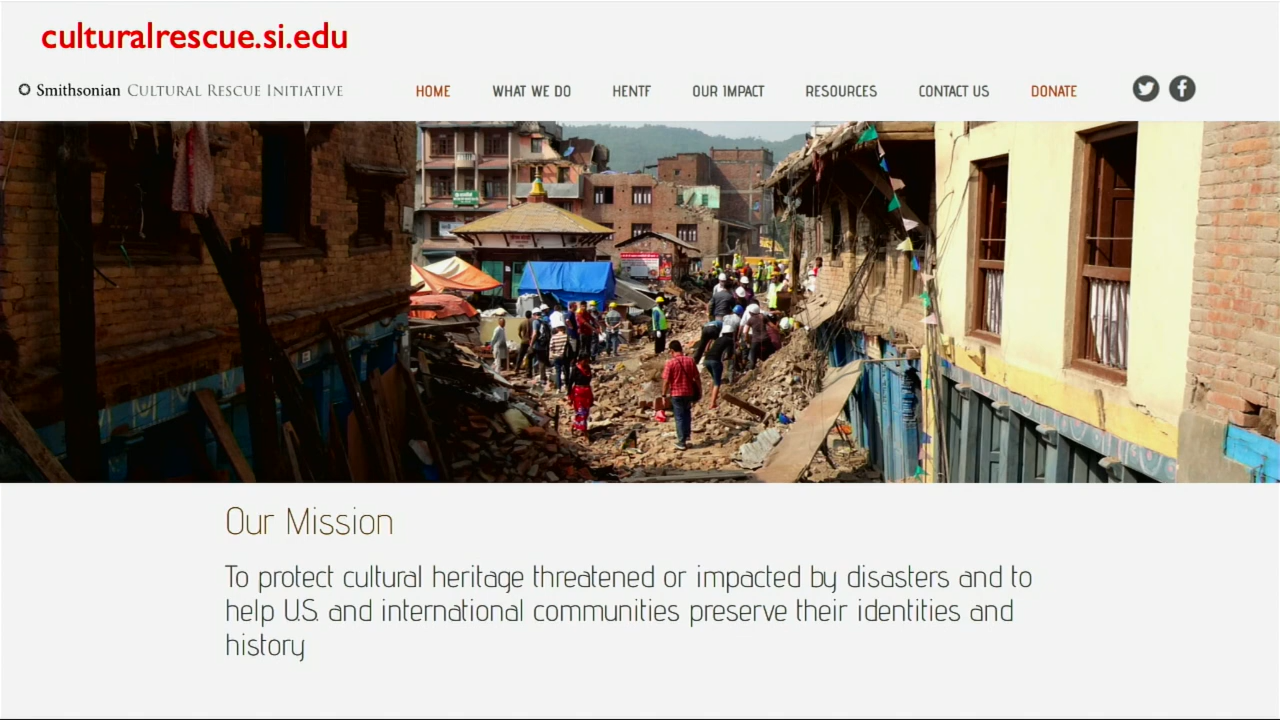 culturalrescue.si.edu
Smithsonian CULTURAL RESCUE INITIATIVE
HOME WHAT WE DO HENTF OUR IMPACT RESOURCES CONTACT US DONATE
Our Mission
To protect cultural heritage threatened or impacted by disasters and to
help U.S. and international communities preserve their identities and
history